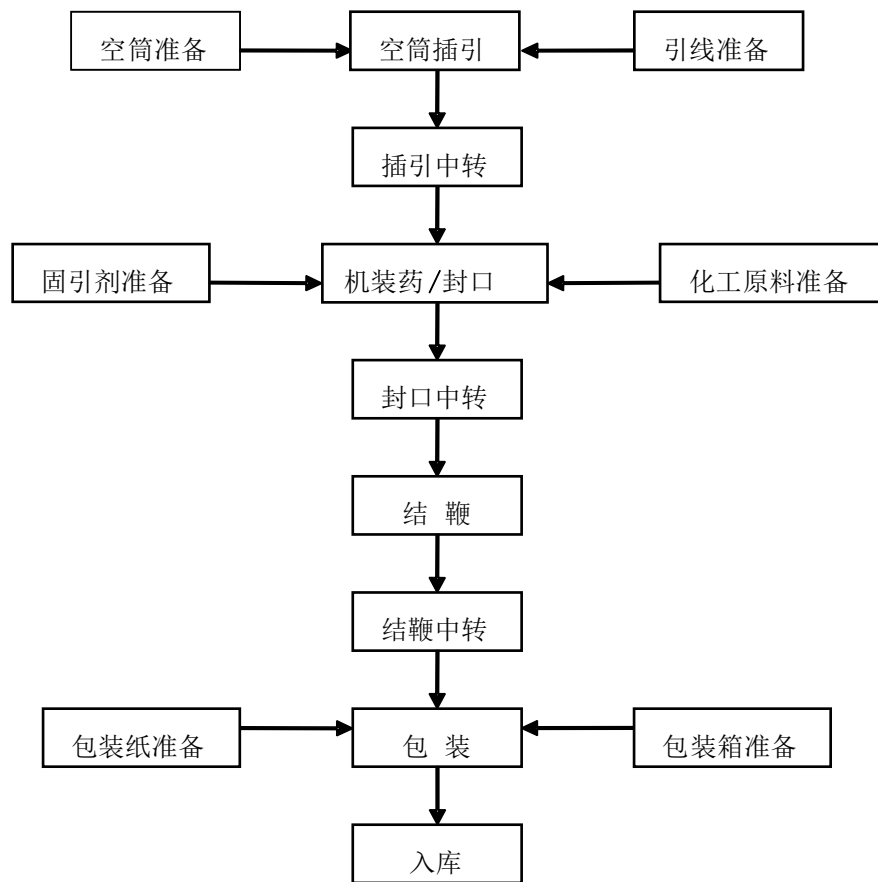 空筒准备
空筒插引
引线准备
插引中转
固引剂准备
机装药/封口
化工原料准备
封口中转
结 鞭
结鞭中转
包装纸准备
包 装
包装箱准备
入库